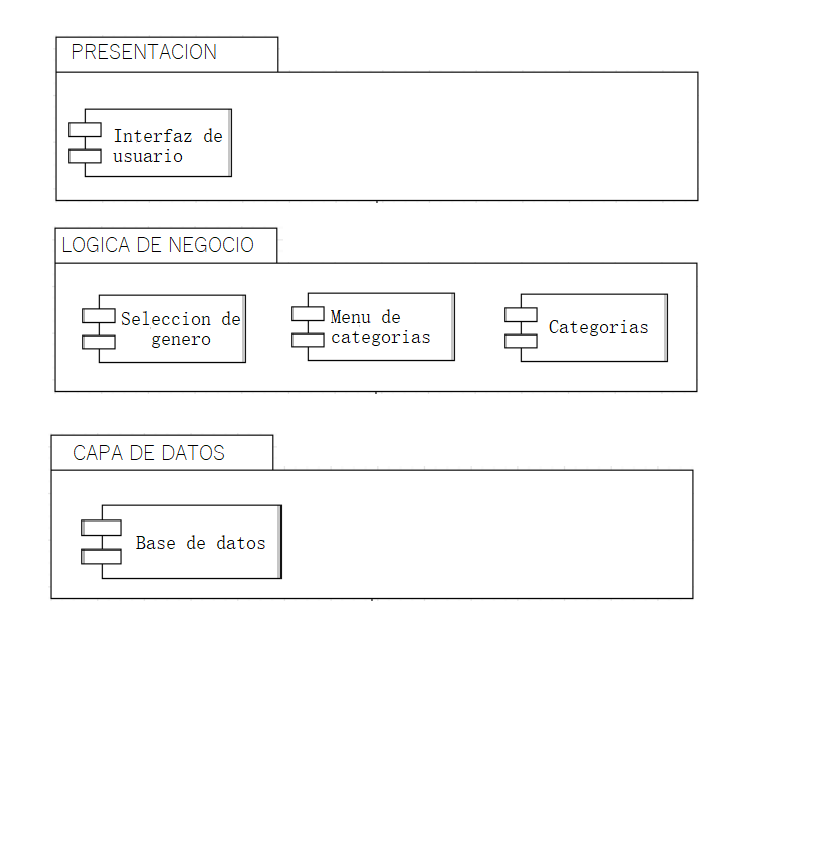 PRESENTACION
Interfaz de
usuario
LOGICA DE NEGOCIO
Seleccion de
genero
Menu de
categorias
Categorias
CAPA DE DATOS
Base de datos